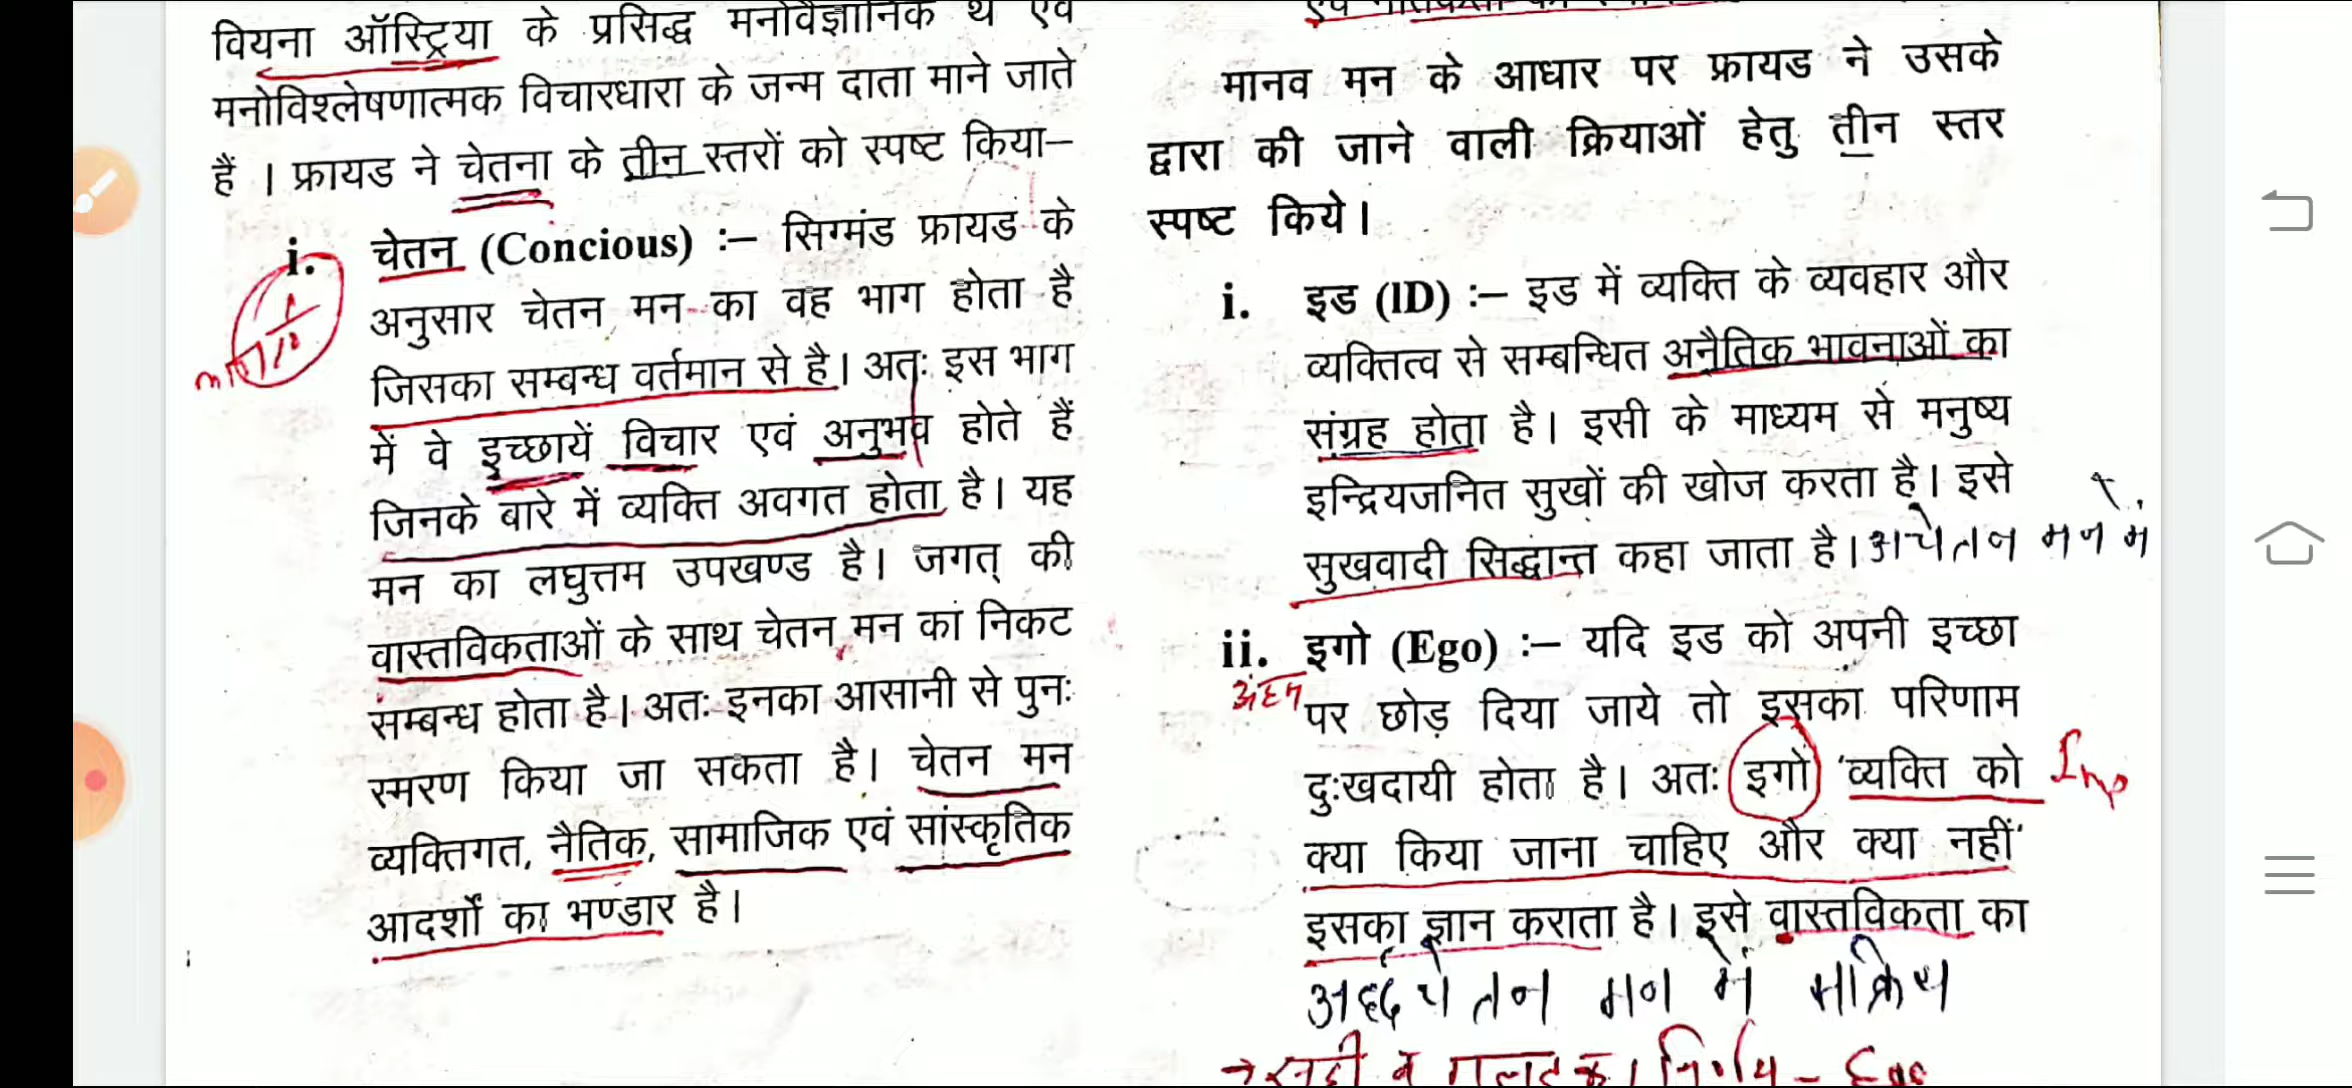 वियना ऑस्ट्रिया के प्रसिद्ध मनोवैज्ञानिक थे एवं
मनोविश्लेषणात्मक विचारधारा के जन्म दाता माने जाते
हैं । फ्रायड ने चेतना के तीन स्तरों को स्पष्ट किया–
i. चेतन (Concious) :– सिग्मंड फ्रायड के
अनुसार चेतन मन का वह भाग होता है
जिसका सम्बन्ध वर्तमान से है। अतः इस भाग
में वे इच्छायें विचार एवं अनुभव होते हैं
जिनके बारे में व्यक्ति अवगत होता है। यह
मन का लघुत्तम उपखण्ड है। जगत् की
वास्तविकताओं के साथ चेतन मन का निकट
सम्बन्ध होता है। अतः इनका आसानी से पुनः
स्मरण किया जा सकता है। चेतन मन
व्यक्तिगत, नैतिक, सामाजिक एवं सांस्कृतिक
आदर्शों का भण्डार है।
मानव मन के आधार पर फ्रायड ने उसके
द्वारा की जाने वाली क्रियाओं हेतु तीन स्तर
स्पष्ट किये।
i. इड (ID) :– इड में व्यक्ति के व्यवहार और
व्यक्तित्व से सम्बन्धित अनैतिक भावनाओं का
संग्रह होता है। इसी के माध्यम से मनुष्य
इन्द्रियजनित सुखों की खोज करता है। इसे
सुखवादी सिद्धान्त कहा जाता है। अचेतन मन में
ii. इगो (Ego) :– यदि इड को अपनी इच्छा
अहम
पर छोड़ दिया जाये तो इसका परिणाम
दुःखदायी होता है। अतः इगो 'व्यक्ति को Imp
क्या किया जाना चाहिए और क्या नहीं'
इसका ज्ञान कराता है। इसे वास्तविकता का
अर्द्धचेतन मन में सक्रिय
→ सही व गलत का निर्णय – Ego